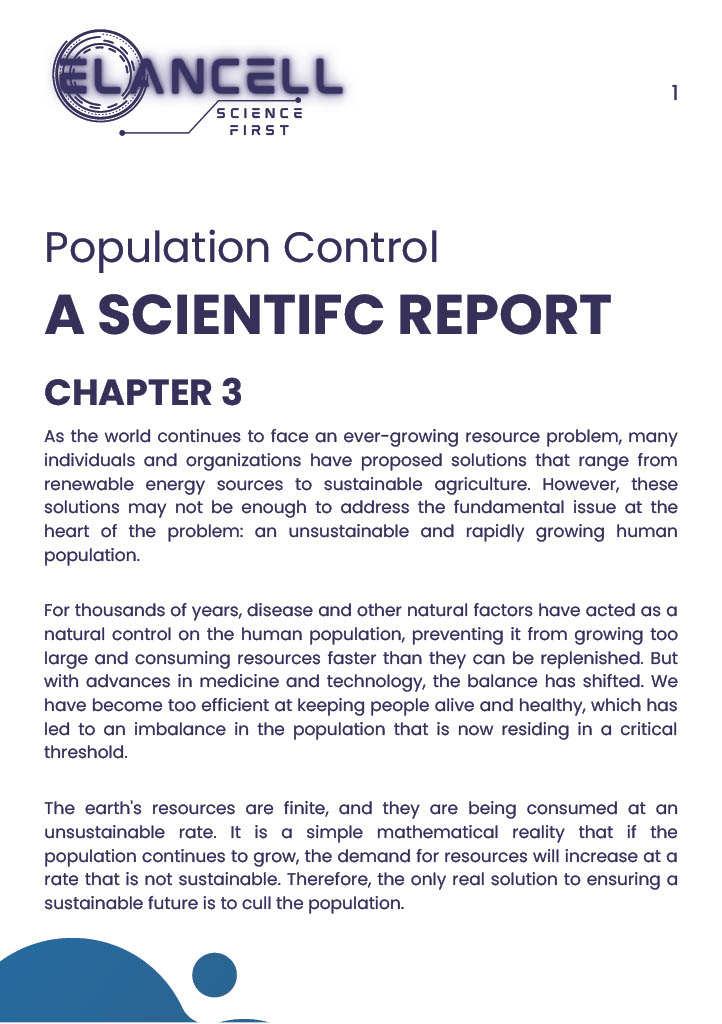 ELANCELL
SCIENCE
FIRST
1
Population Control
A SCIENTIFC REPORT
CHAPTER 3
As the world continues to face an ever-growing resource problem, many
individuals and organizations have proposed solutions that range from
renewable energy sources to sustainable agriculture. However, these
solutions may not be enough to address the fundamental issue at the
heart of the problem: an unsustainable and rapidly growing human
population.
For thousands of years, disease and other natural factors have acted as a
natural control on the human population, preventing it from growing too
large and consuming resources faster than they can be replenished. But
with advances in medicine and technology, the balance has shifted. We
have become too efficient at keeping people alive and healthy, which has
led to an imbalance in the population that is now residing in a critical
threshold.
The earth's resources are finite, and they are being consumed at an
unsustainable rate. It is a simple mathematical reality that if the
population continues to grow, the demand for resources will increase at a
rate that is not sustainable. Therefore, the only real solution to ensuring a
sustainable future is to cull the population.